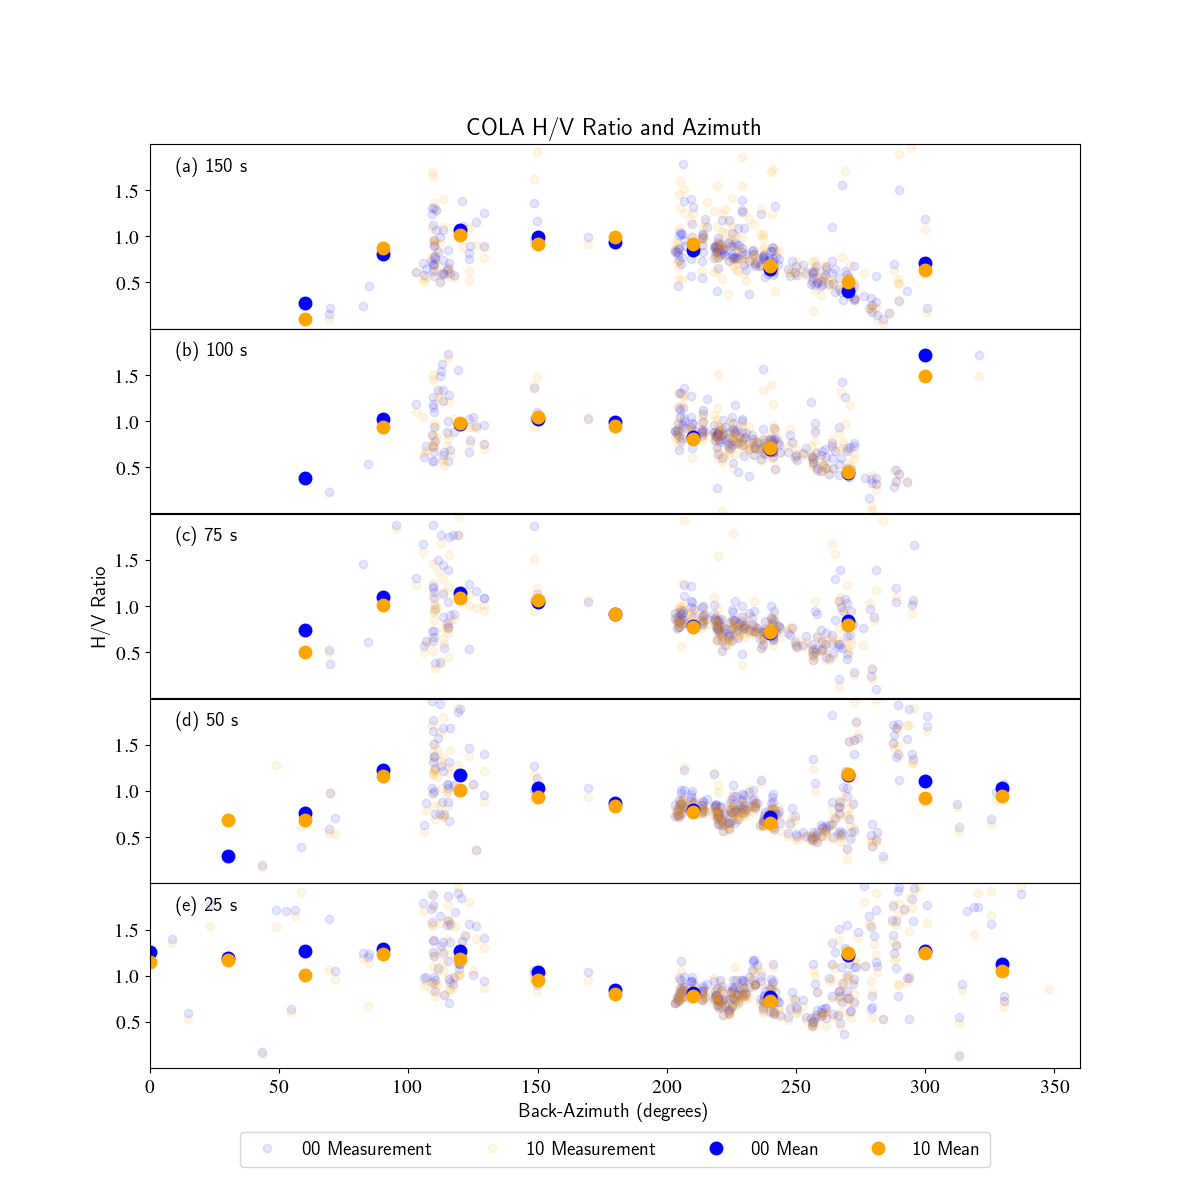 COLA H/V Ratio and Azimuth
(a) 150 s
1.5
1.0
0.5
(b) 100 s
1.5
1.0
0.5
(c) 75 s
1.5
1.0
0.5
H/V Ratio
(d) 50 s
1.5
1.0
0.5
(e) 25 s
1.5
1.0
0.5
0 50 100 150 200 250 300 350
Back-Azimuth (degrees)
00 Measurement 10 Measurement 00 Mean 10 Mean